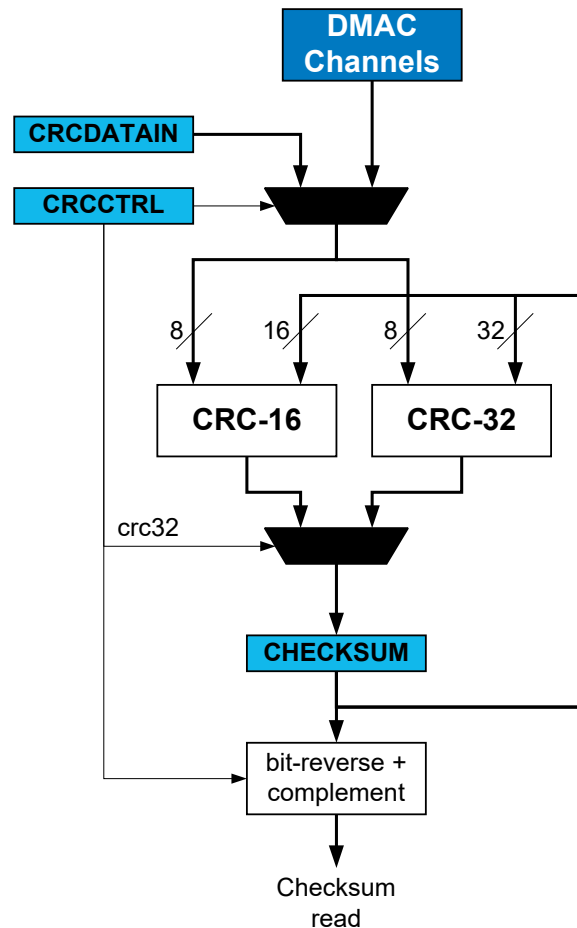 DMAC
Channels
CRCDATAIN
CRCCTRL
8
16
8
32
CRC-16
CRC-32
crc32
CHECKSUM
bit-reverse +
complement
Checksum
read